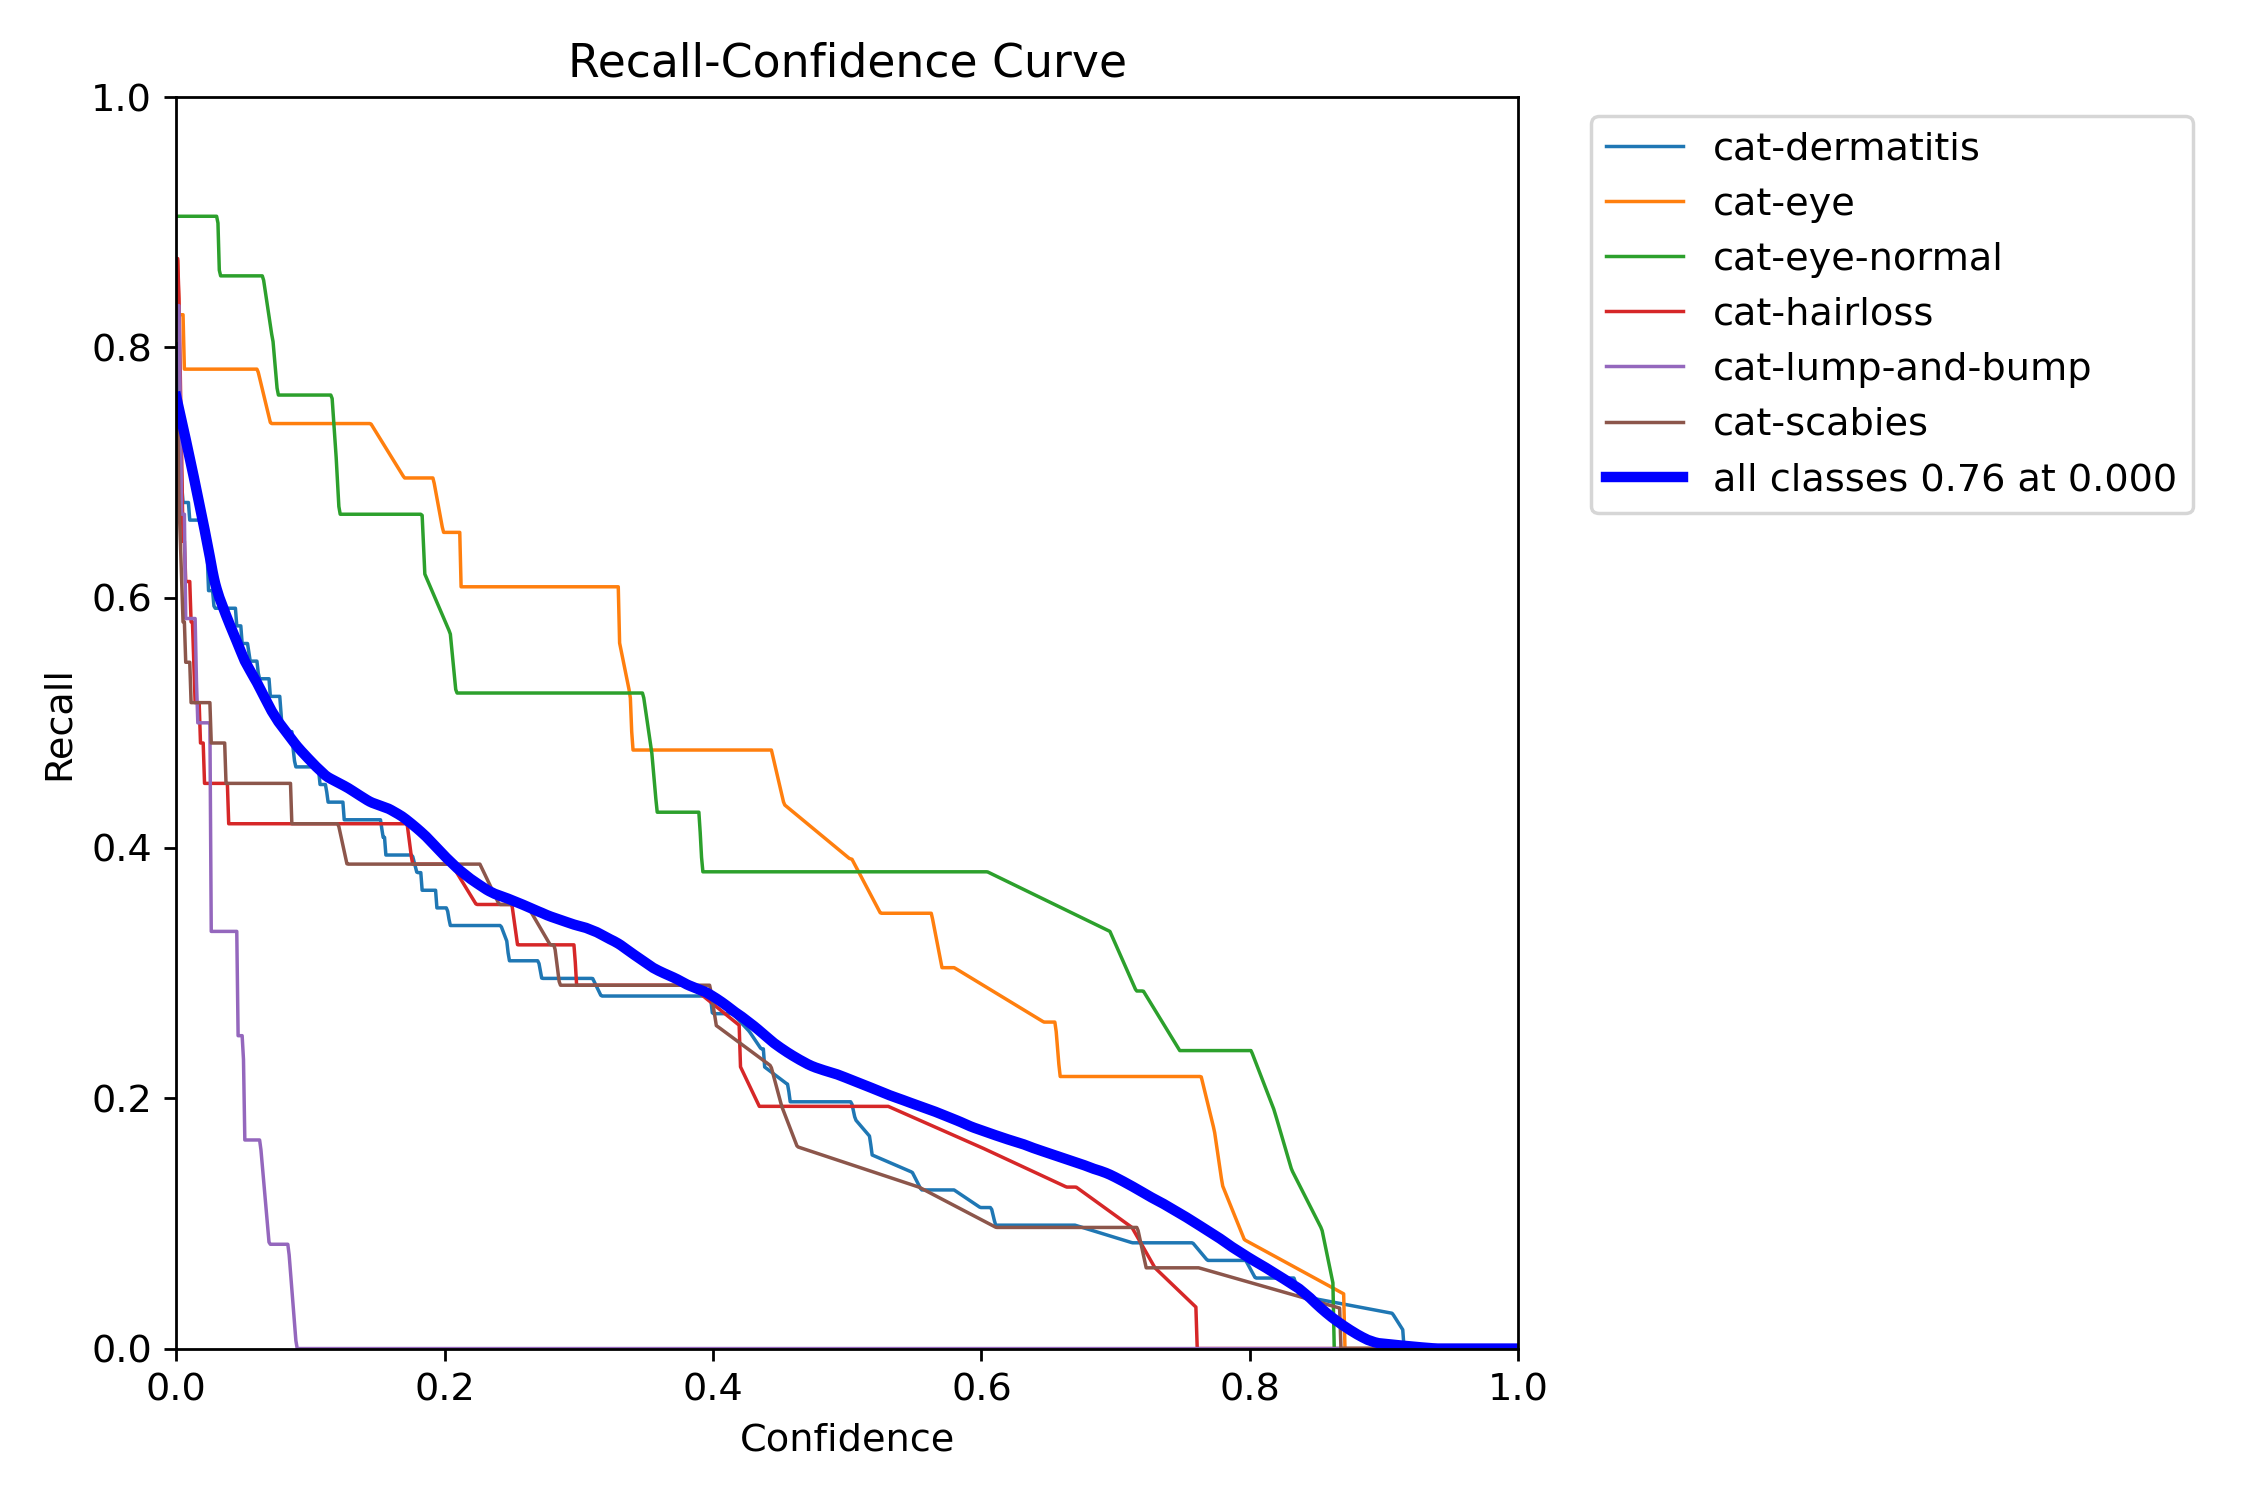 Recall-Confidence Curve
1.0
0.8
0.6
0.4
0.2
0.0
Recall
0.0 0.2 0.4 0.6 0.8 1.0
Confidence
cat-dermatitis
cat-eye
cat-eye-normal
cat-hairloss
cat-lump-and-bump
cat-scabies
all classes 0.76 at 0.000